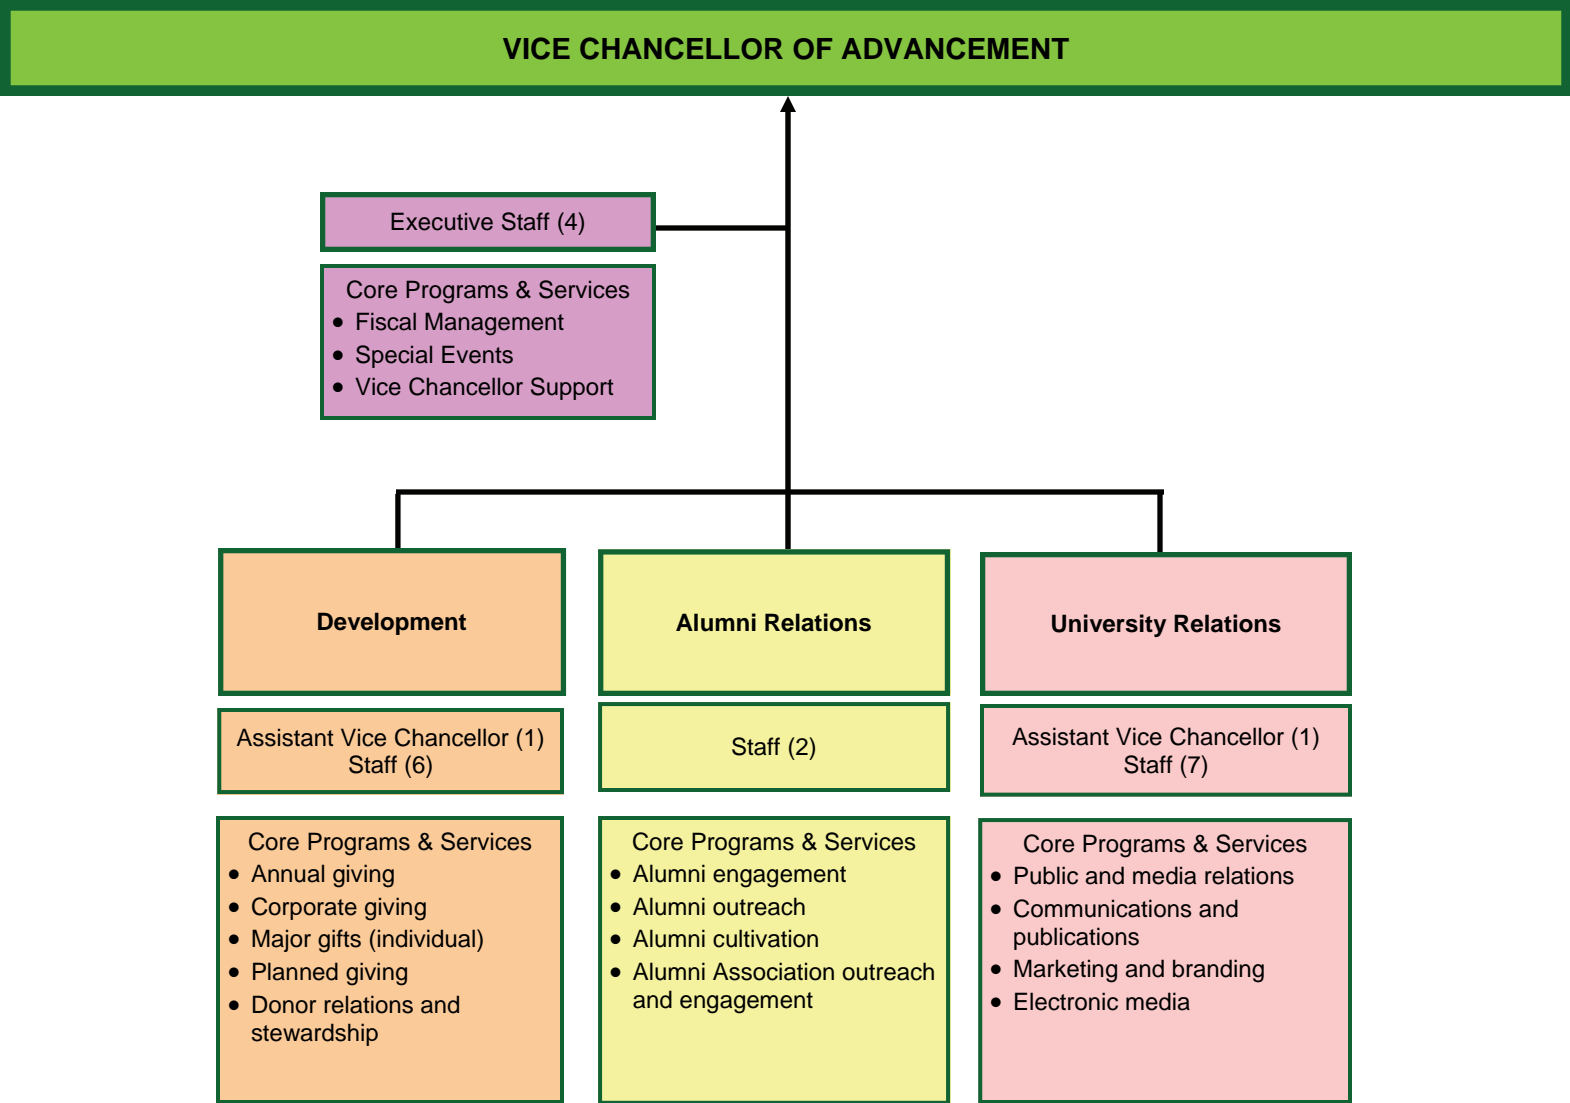 VICE CHANCELLOR OF ADVANCEMENT
Executive Staff (4)
Core Programs & Services
• Fiscal Management
• Special Events
• Vice Chancellor Support
Development
Assistant Vice Chancellor (1)
Staff (6)
Core Programs & Services
• Annual giving
• Corporate giving
• Major gifts (individual)
• Planned giving
• Donor relations and
stewardship
Alumni Relations
Staff (2)
Core Programs & Services
• Alumni engagement
• Alumni outreach
• Alumni cultivation
• Alumni Association outreach
and engagement
University Relations
Assistant Vice Chancellor (1)
Staff (7)
Core Programs & Services
• Public and media relations
• Communications and
publications
• Marketing and branding
• Electronic media